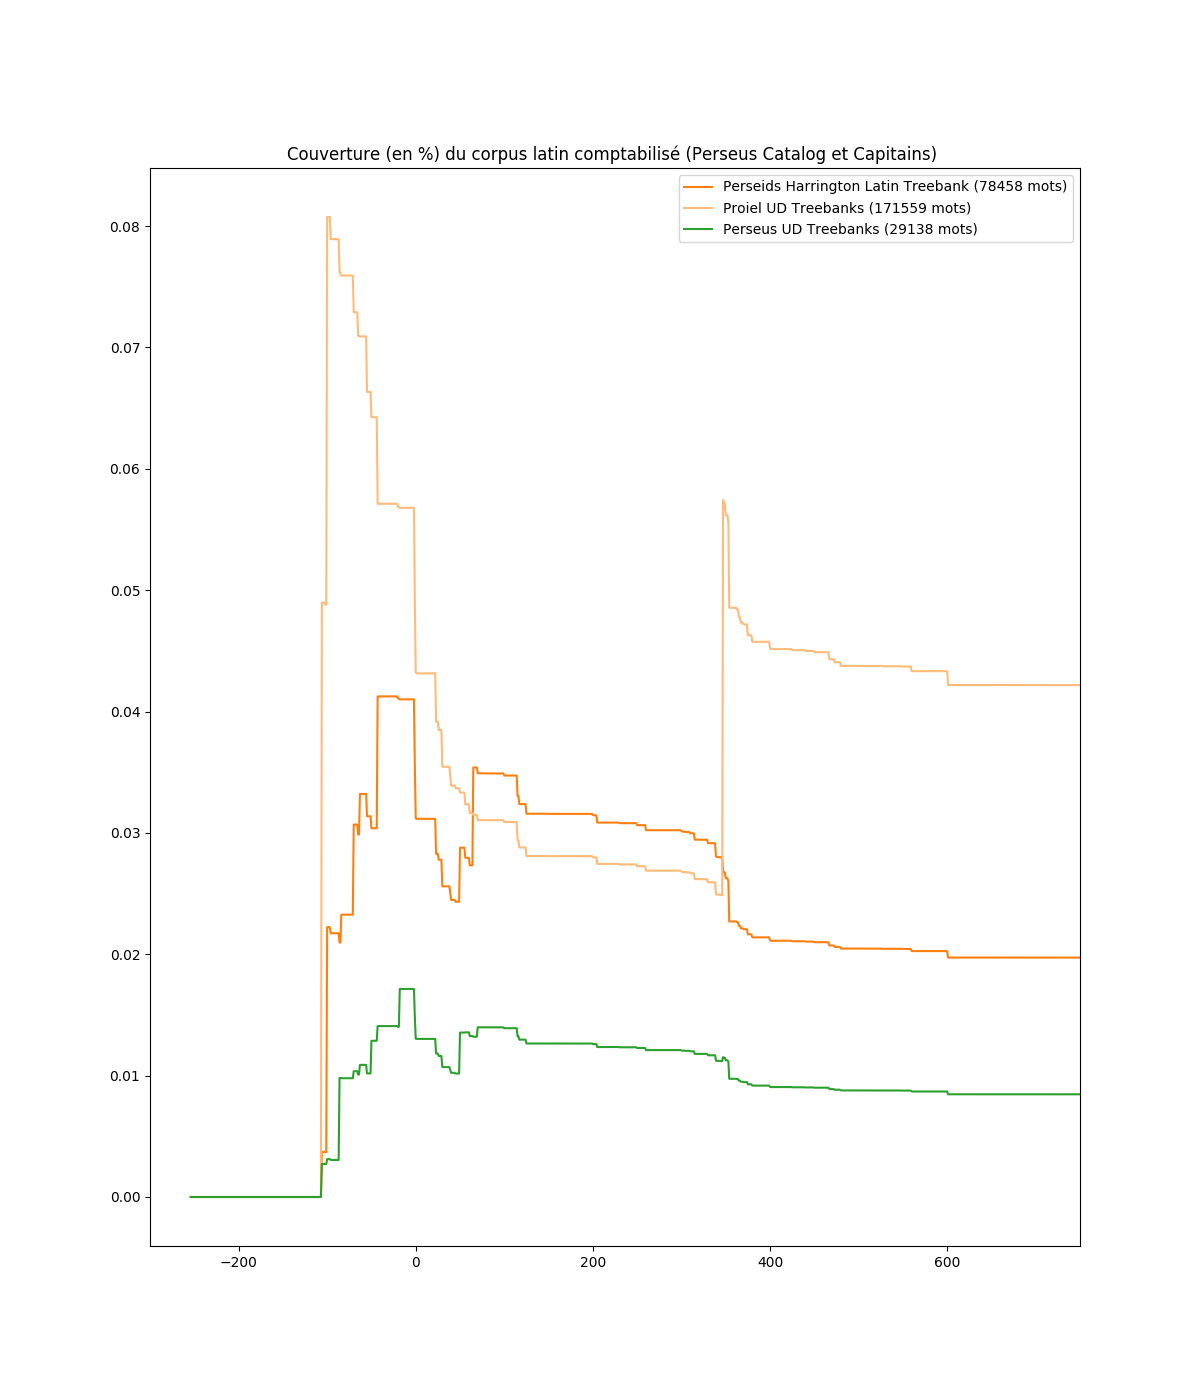 Couverture (en %) du corpus latin comptabilisé (Perseus Catalog et Capitains)
Perseids Harrington Latin Treebank (78458 mots)
Proiel UD Treebanks (171559 mots)
Perseus UD Treebanks (29138 mots)
0.08
0.07
0.06
0.05
0.04
0.03
0.02
0.01
0.00
−200 0 200 400 600